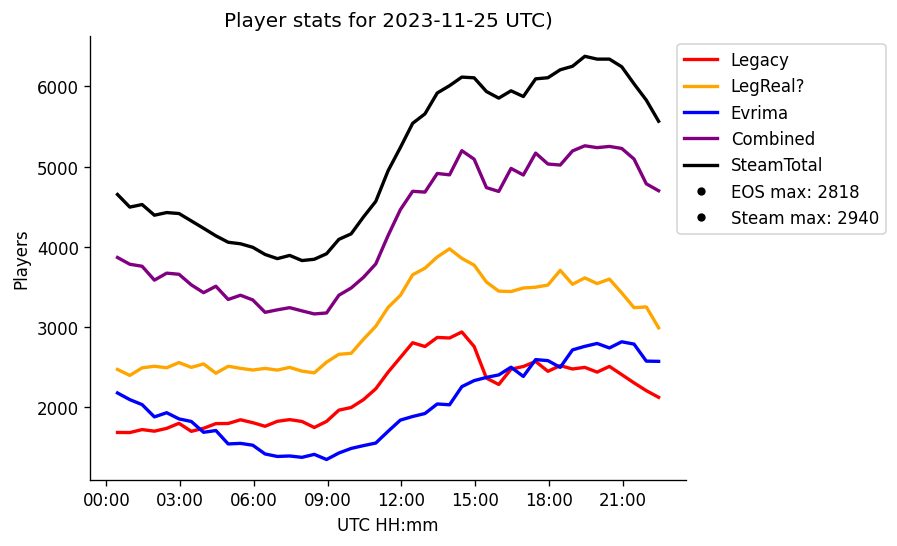 Player stats for 2023-11-25 UTC)
Legacy
LegReal?
Evrima
Combined
SteamTotal
EOS max: 2818
Steam max: 2940
Players
6000
5000
4000
3000
2000
00:00 03:00 06:00 09:00 12:00 15:00 18:00 21:00
UTC HH:mm